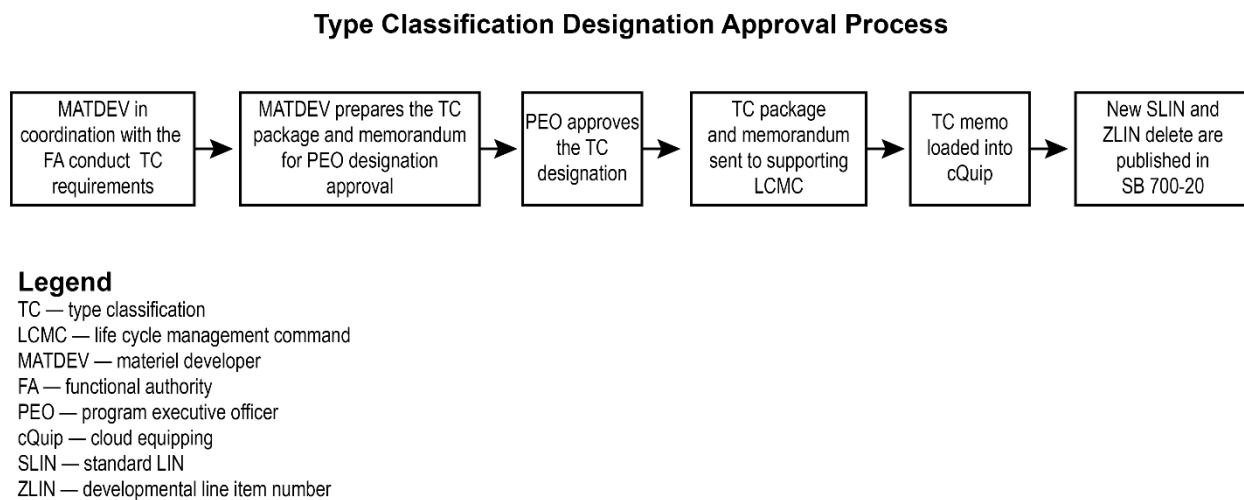 Type Classification Designation Approval Process
MATDEV in
coordination with the
FA conduct TC
requirements
MATDEV prepares the TC
package and memorandum
for PEO designation
approval
PEO approves
the TC
designation
TC package
and memorandum
sent to supporting
LCMC
TC memo
loaded into
cQuip
New SLIN and
ZLIN delete are
published in
SB 700-20
Legend
TC — type classification
LCMC — life cycle management command
MATDEV — materiel developer
FA — functional authority
PEO — program executive officer
cQuip — cloud equipping
SLIN — standard LIN
ZLIN — developmental line item number